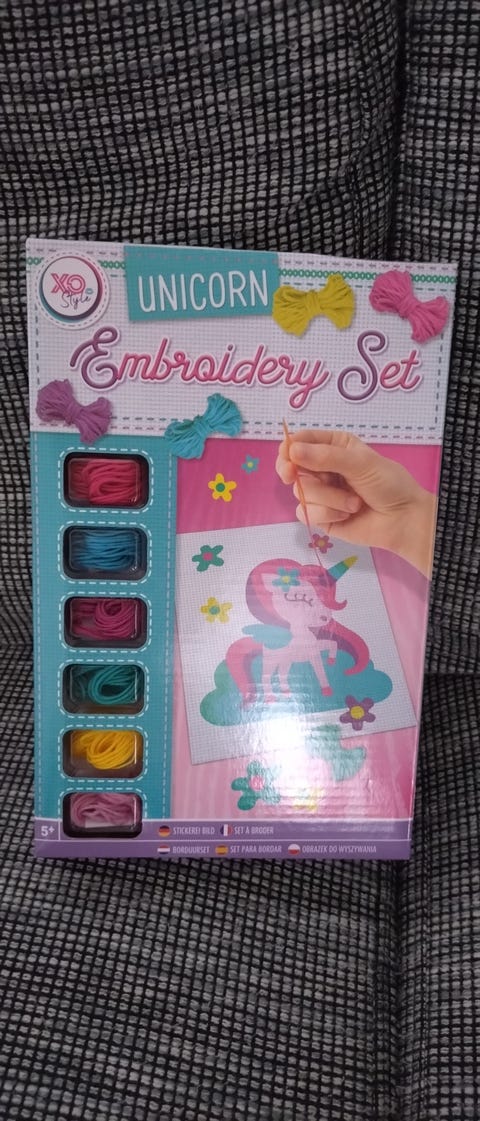 XO
Style
UNICORN
Embroidery Set
5+
STICKEREI BILD SET À BRODER
BORDUURSET SET PARA BORDAR OBRAZEK DO WYSZYWANIA